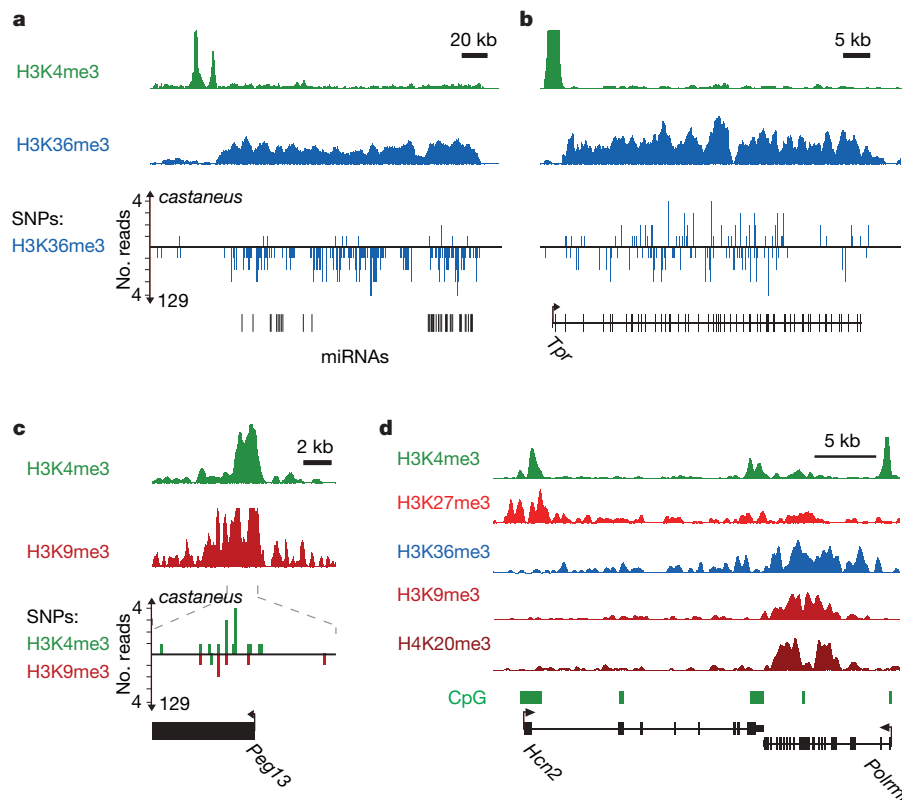 a
20 kb
H3K4me3
H3K36me3
SNPs:
H3K36me3
No. reads
4
castaneus
4
129
miRNAs
b
5 kb
Tpr
c
2 kb
H3K4me3
H3K9me3
SNPs:
H3K4me3
H3K9me3
No. reads
4
castaneus
4
129
Peg13
d
5 kb
H3K4me3
H3K27me3
H3K36me3
H3K9me3
H4K20me3
CpG
Hcn2